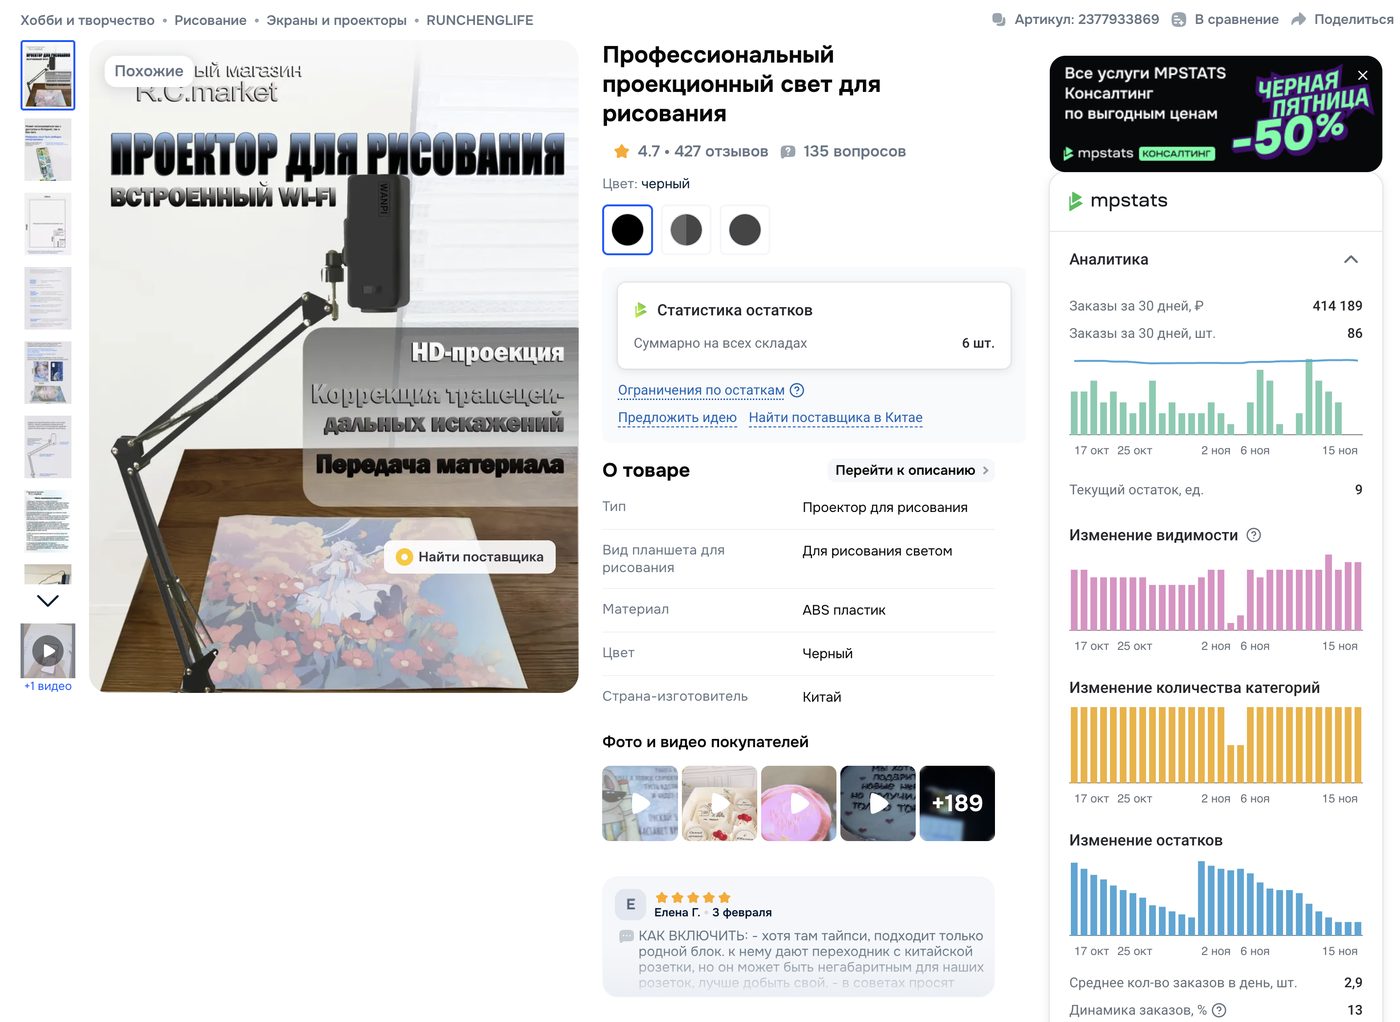 Хобби и творчество • Рисование • Экраны и проекторы • RUNCHENGLIFE
Артикул: 2377933869 В сравнение Поделиться
Похожие
ый магазин
R.C.market
ПРОЕКТОР ДЛЯ РИСОВАНИЯ
ВСТРОЕННЫЙ WI-FI
WANPI
HD-проекция
Коррекция трапецеи-
дальных искажений
Передача материала
Найти поставщика
+1 видео
Профессиональный
проекционный свет для
рисования
4.7 • 427 отзывов 135 вопросов
Цвет: черный
Статистика остатков
Суммарно на всех складах 6 шт.
Ограничения по остаткам ?
Предложить идею Найти поставщика в Китае
О товаре Перейти к описанию
Тип Проектор для рисования
Вид планшета для
рисования
Для рисования светом
Материал ABS пластик
Цвет Черный
Страна-изготовитель Китай
Фото и видео покупателей
+189
Е
Елена Г. • 3 февраля
КАК ВКЛЮЧИТЬ: - хотя там тайпси, подходит только
родной блок. к нему дают переходник с китайской
розетки, но он может быть негабаритным для наших
розеток, лучше добыть свой. - в советах просят
Все услуги MPSTATS
Консалтинг
по выгодным ценам
mpstats КОНСАЛТИНГ
ЧЕРНАЯ
ПЯТНИЦА
-50%
mpstats
Аналитика
Заказы за 30 дней, ₽ 414 189
Заказы за 30 дней, шт. 86
17 окт 25 окт 2 ноя 6 ноя 15 ноя
Текущий остаток, ед. 9
Изменение видимости ?
17 окт 25 окт 2 ноя 6 ноя 15 ноя
Изменение количества категорий
17 окт 25 окт 2 ноя 6 ноя 15 ноя
Изменение остатков
17 окт 25 окт 2 ноя 6 ноя 15 ноя
Среднее кол-во заказов в день, шт. 2,9
Динамика заказов, % ? 13